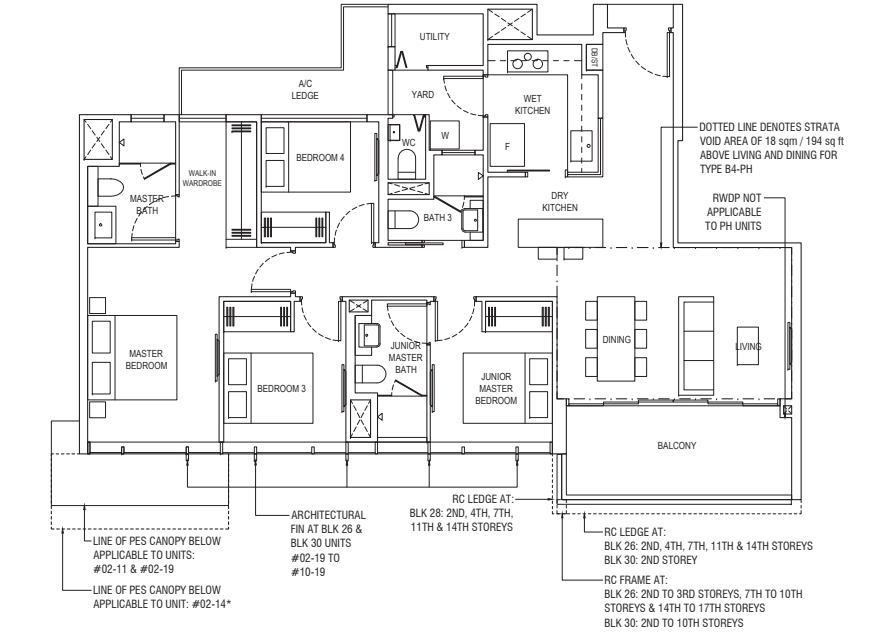 UTILITY
DB/ST
A/C
LEDGE
YARD
WET
KITCHEN
W
F
WC
BEDROOM 4
WALK-IN
WARDROBE
MASTER
BATH
BATH 3
DRY
KITCHEN
DOTTED LINE DENOTES STRATA
VOID AREA OF 18 sqm / 194 sq ft
ABOVE LIVING AND DINING FOR
TYPE B4-PH
RWDP NOT
APPLICABLE
TO PH UNITS
MASTER
BEDROOM
BEDROOM 3
JUNIOR
MASTER
BATH
JUNIOR
MASTER
BEDROOM
DINING
LIVING
BALCONY
LINE OF PES CANOPY BELOW
APPLICABLE TO UNITS:
#02-11 & #02-19
LINE OF PES CANOPY BELOW
APPLICABLE TO UNIT: #02-14*
ARCHITECTURAL
FIN AT BLK 26 &
BLK 30 UNITS
#02-19 TO
#10-19
RC LEDGE AT:
BLK 28: 2ND, 4TH, 7TH,
11TH & 14TH STOREYS
RC LEDGE AT:
BLK 26: 2ND, 4TH, 7TH, 11TH & 14TH STOREYS
BLK 30: 2ND STOREY
RC FRAME AT:
BLK 26: 2ND TO 3RD STOREYS, 7TH TO 10TH
STOREYS & 14TH TO 17TH STOREYS
BLK 30: 2ND TO 10TH STOREYS